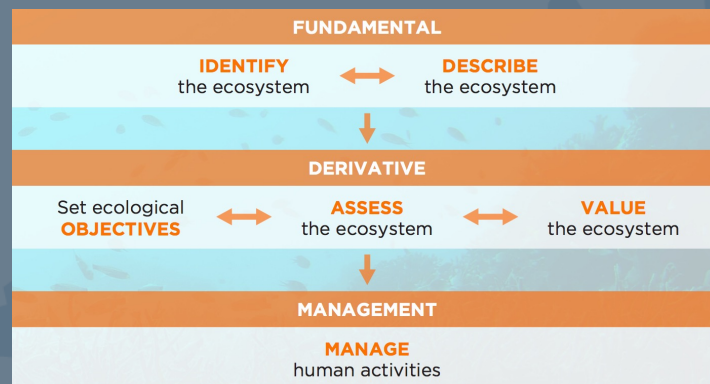 FUNDAMENTAL
IDENTIFY
the ecosystem
DESCRIBE
the ecosystem
DERIVATIVE
Set ecological
OBJECTIVES
ASSESS
the ecosystem
VALUE
the ecosystem
MANAGEMENT
MANAGE
human activities